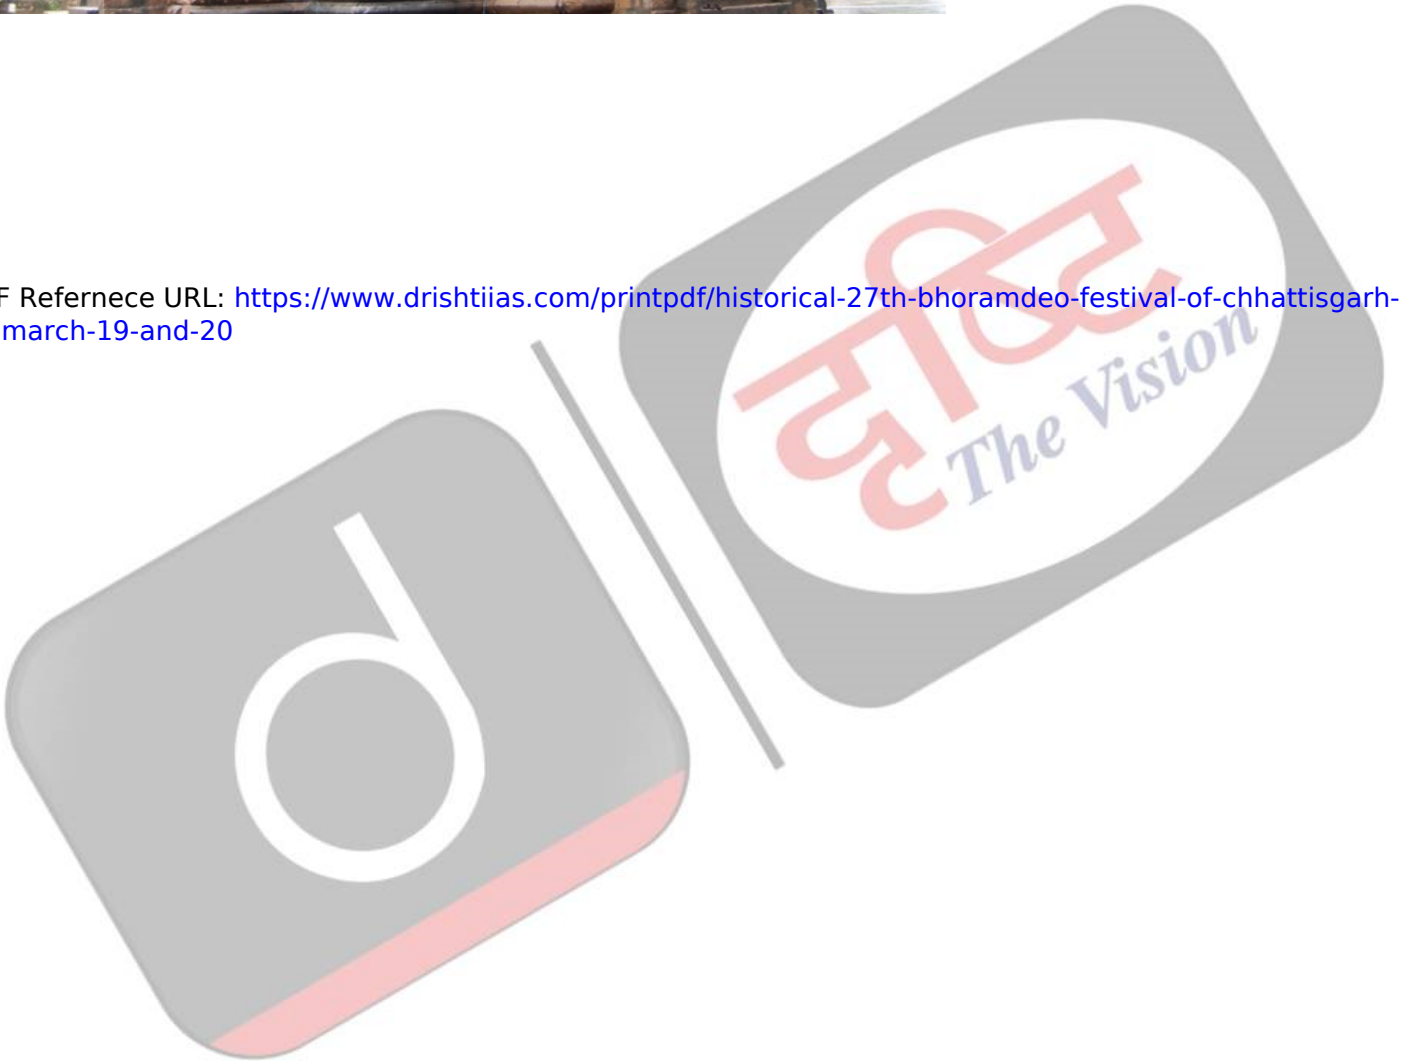 F Refernece URL: https://www.drishtiias.com/printpdf/historical-27th-bhoramdeo-festival-of-chhattisgarh-
march-19-and-20
दृष्टि
The Vision
d